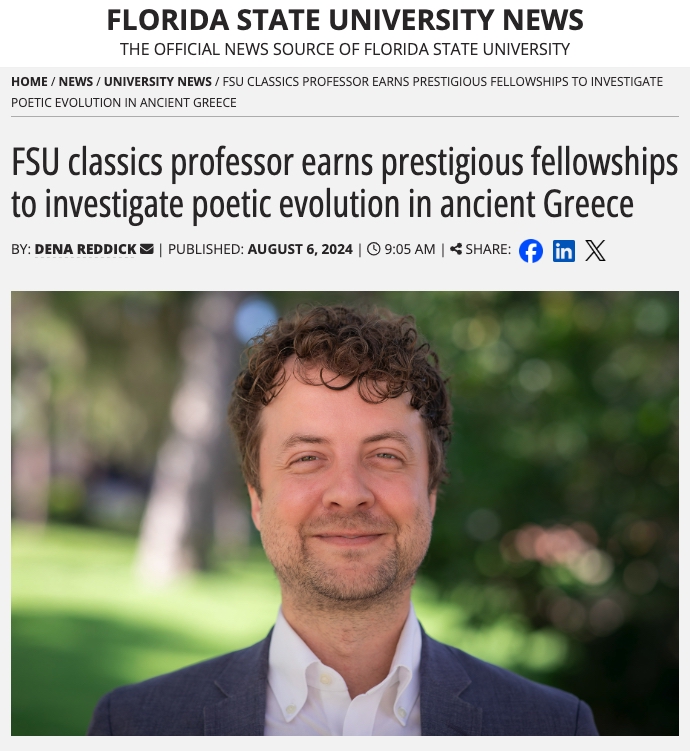 FLORIDA STATE UNIVERSITY NEWS
THE OFFICIAL NEWS SOURCE OF FLORIDA STATE UNIVERSITY
HOME / NEWS / UNIVERSITY NEWS / FSU CLASSICS PROFESSOR EARNS PRESTIGIOUS FELLOWSHIPS TO INVESTIGATE
POETIC EVOLUTION IN ANCIENT GREECE
FSU classics professor earns prestigious fellowships
to investigate poetic evolution in ancient Greece
BY: DENA REDDICK | PUBLISHED: AUGUST 6, 2024 | 9:05 AM | SHARE: